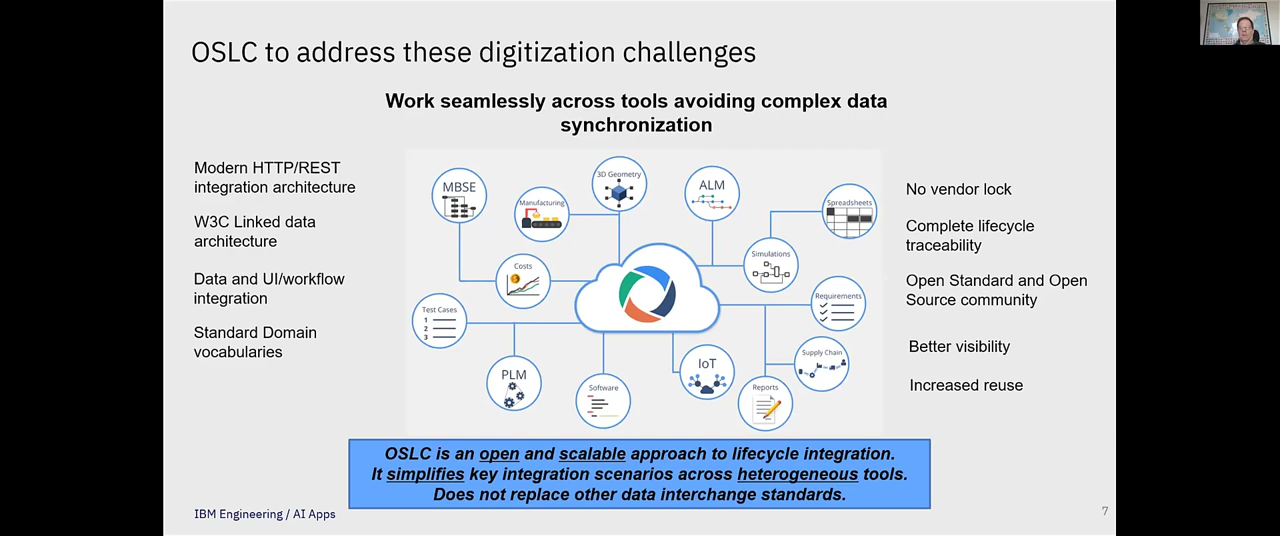 OSLC to address these digitization challenges
Work seamlessly across tools avoiding complex data
synchronization
Modern HTTP/REST
integration architecture
W3C Linked data
architecture
Data and UI/workflow
integration
Standard Domain
vocabularies
MBSE
Manufacturing
3D Geometry
ALM
Spreadsheets
Costs
Simulations
Test Cases
1
2
3
Requirements
PLM
Software
IoT
Supply Chain
Reports
No vendor lock
Complete lifecycle
traceability
Open Standard and Open
Source community
Better visibility
Increased reuse
OSLC is an open and scalable approach to lifecycle integration.
It simplifies key integration scenarios across heterogeneous tools.
Does not replace other data interchange standards.
IBM Engineering / AI Apps
7